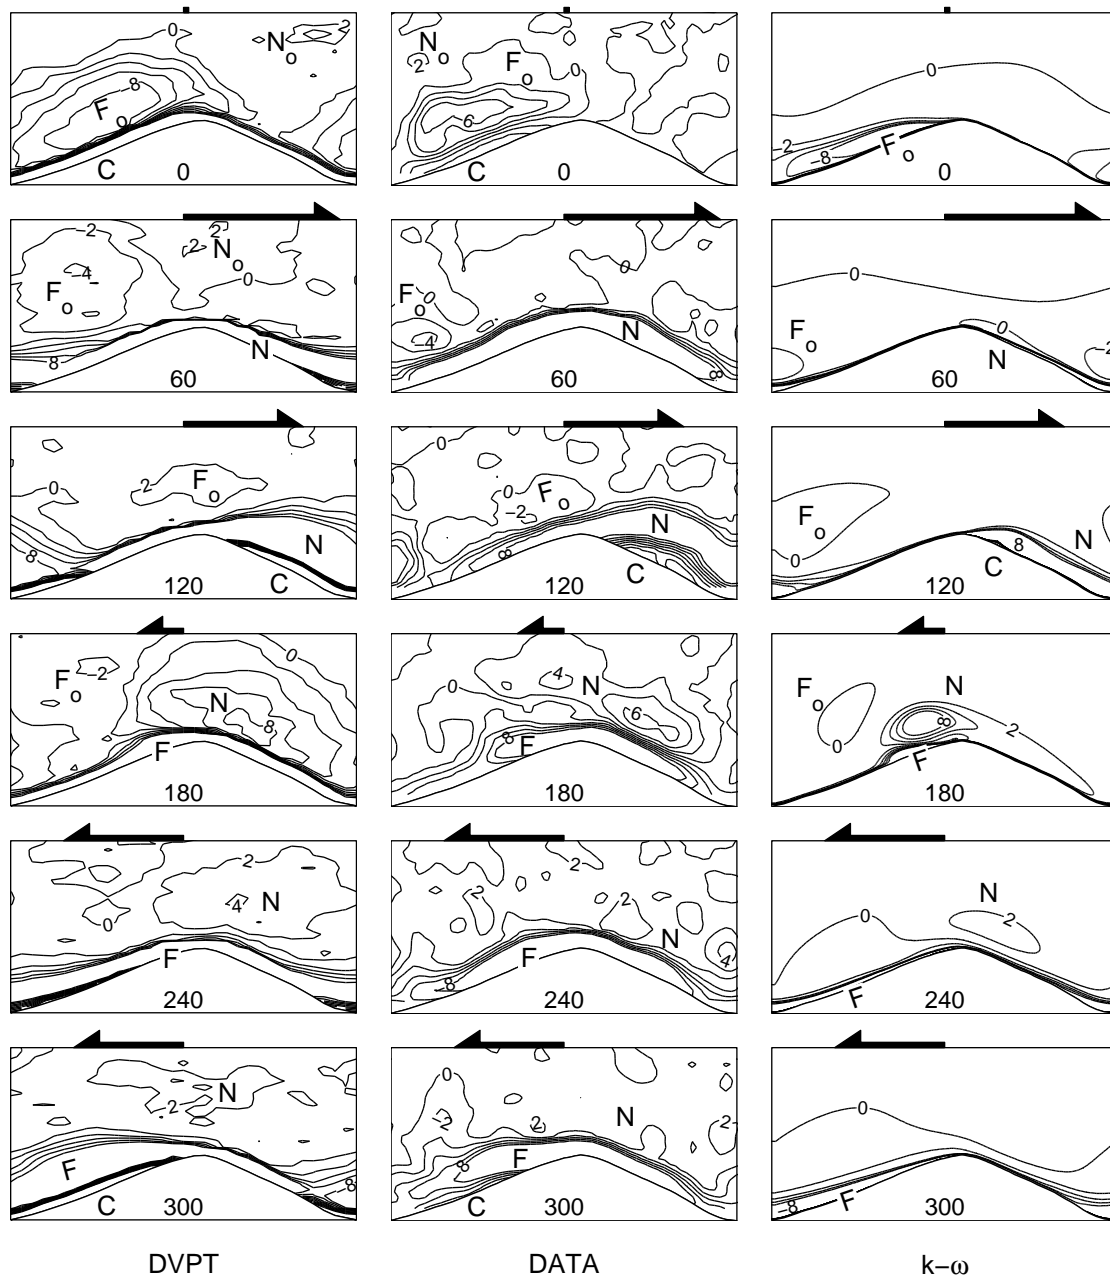 0 2 N o 8 F o C 0
N o 2 F o 0 6 C 0
0 2 −8 F o 0
−2 2 2 N o −4 F o 0 8 N 60
0 F o 0 −4 N 8 60
0 F o 0 N −2 60
0 2 F o 8 N C 120
0 0 F o −2 N 8 C 120
F o 0 8 N C 120
0 F o −2 N 8 F 180
4 N 0 6 8 F 180
F o N 0 8 2 F 180
2 4 N 0 F 240
2 2 2 N F 8 4 240
N 0 2 F 240
N 2 F 8 C 300
0 −2 2 N 2 8 F C 300
0 −8 F 300
DVPT DATA k−ω